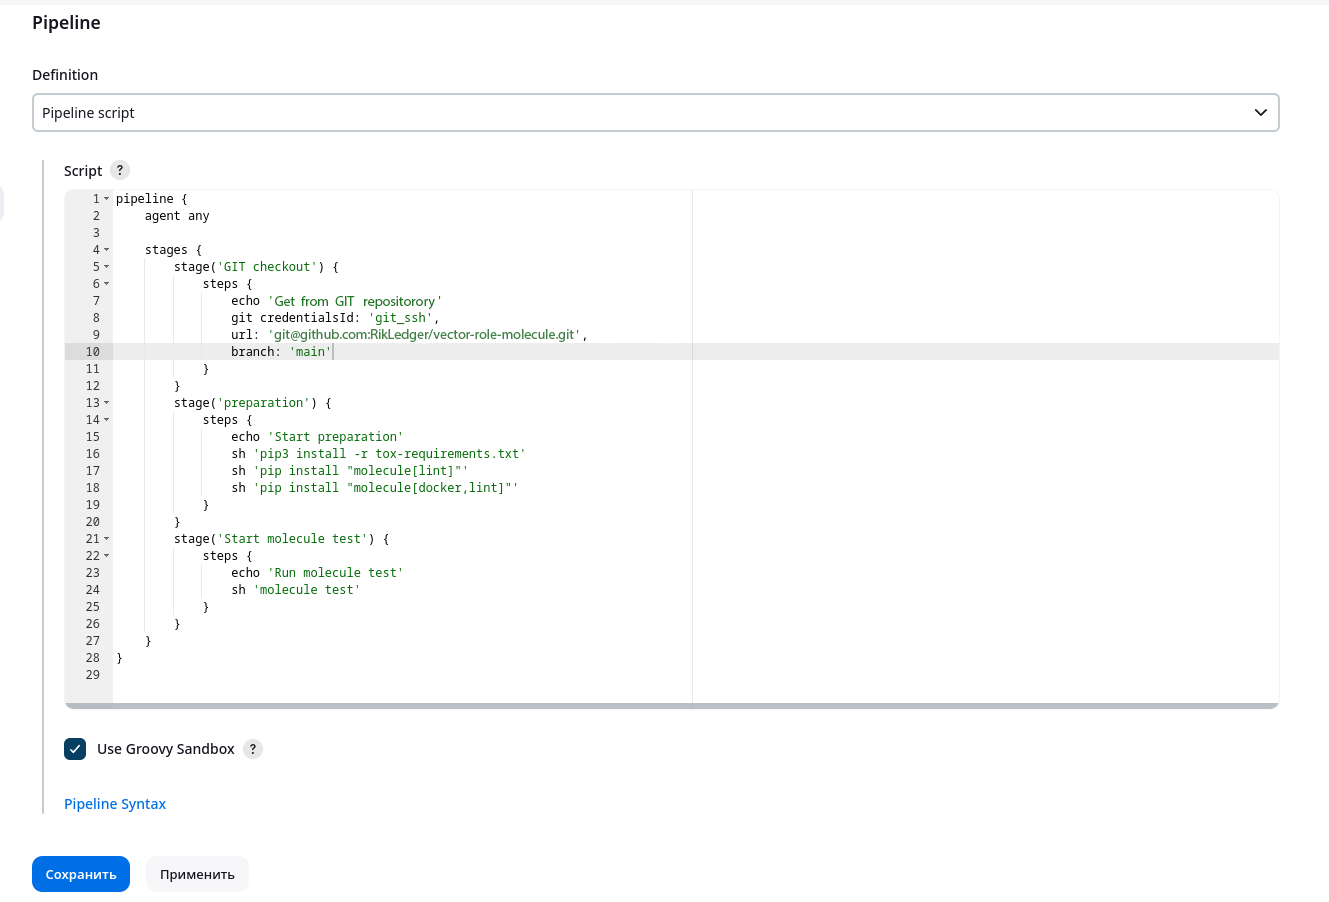 Pipeline
Definition
Pipeline script
Script ?
1 pipeline {
2     agent any
3
4     stages {
5         stage('GIT checkout') {
6             steps {
7                 echo 'Get from GIT repositorory'
8                 git credentialsId: 'git_ssh',
9                 url: 'git@github.com:RikLedger/vector-role-molecule.git',
10                 branch: 'main'
11             }
12         }
13         stage('preparation') {
14             steps {
15                 echo 'Start preparation'
16                 sh 'pip3 install -r tox-requirements.txt'
17                 sh 'pip install "molecule[lint]"'
18                 sh 'pip install "molecule[docker,lint]"'
19             }
20         }
21         stage('Start molecule test') {
22             steps {
23                 echo 'Run molecule test'
24                 sh 'molecule test'
25             }
26         }
27     }
28 }
29
Use Groovy Sandbox ?
Pipeline Syntax
Сохранить Применить